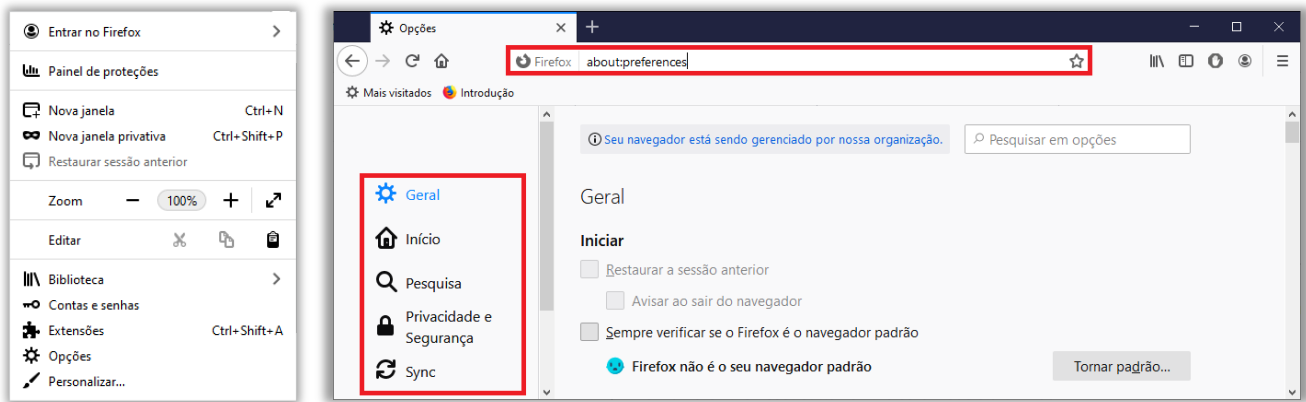 Entrar no Firefox
Painel de proteções
Nova janela Ctrl+N
Nova janela privativa Ctrl+Shift+P
Restaurar sessão anterior
Zoom 100%
Editar
Biblioteca
Contas e senhas
Extensões Ctrl+Shift+A
Opções
Personalizar...
Opções
Firefox about:preferences
Mais visitados Introdução
Seu navegador está sendo gerenciado por nossa organização. Pesquisar em opções
Geral
Início
Pesquisa
Privacidade e
Segurança
Sync
Geral
Iniciar
Restaurar a sessão anterior
Avisar ao sair do navegador
Sempre verificar se o Firefox é o navegador padrão
Firefox não é o seu navegador padrão Tornar padrão...